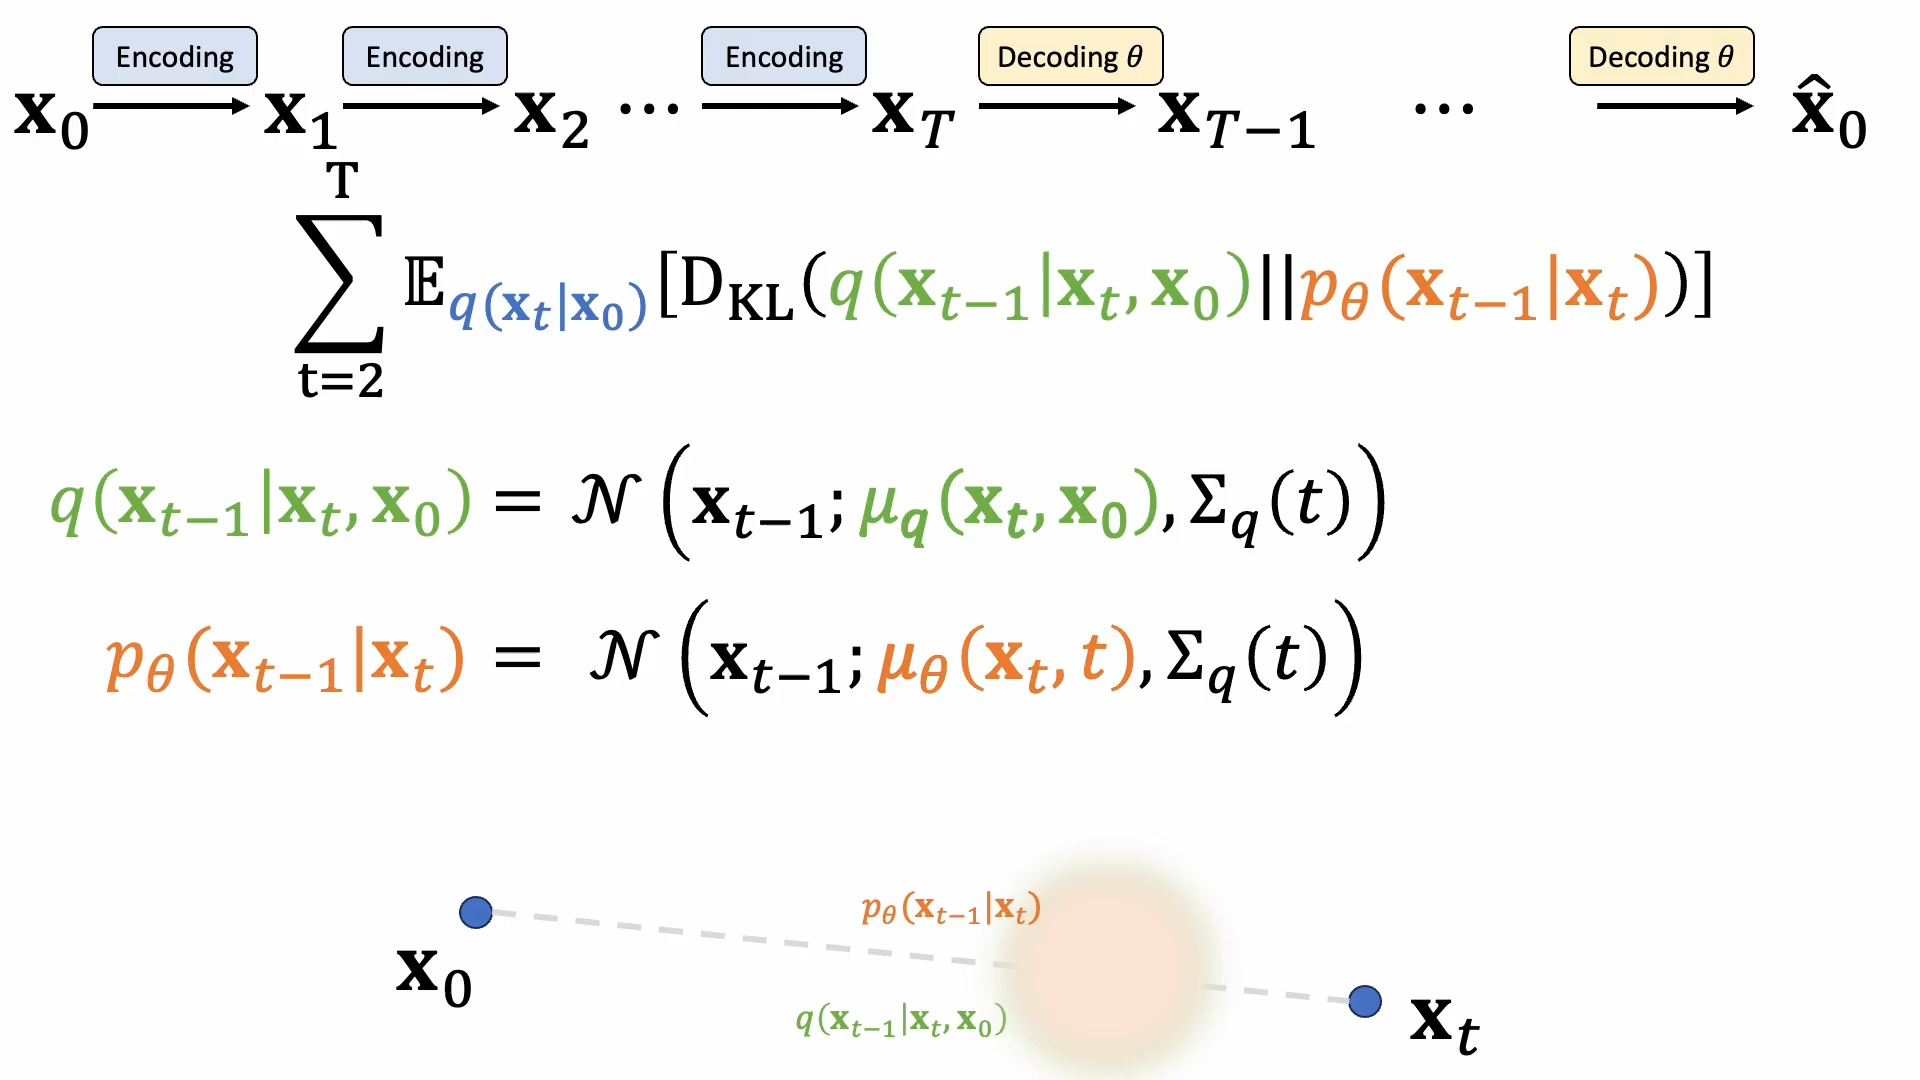 Encoding Encoding Encoding Decoding θ Decoding θ
𝐱₀ → 𝐱₁ → 𝐱₂ ⋯ → 𝐱_T → 𝐱_{T−1} ⋯ → 𝐱̂₀
∑_{t=2}^{T} 𝔼_{q(𝐱_t|𝐱₀)}[D_{KL}(q(𝐱_{t−1}|𝐱_t, 𝐱₀)||p_θ(𝐱_{t−1}|𝐱_t))]
q(𝐱_{t−1}|𝐱_t, 𝐱₀) = 𝒩(𝐱_{t−1}; μ_q(𝐱_t, 𝐱₀), Σ_q(t))
p_θ(𝐱_{t−1}|𝐱_t) = 𝒩(𝐱_{t−1}; μ_θ(𝐱_t, t), Σ_q(t))
p_θ(𝐱_{t−1}|𝐱_t)
𝐱₀
q(𝐱_{t−1}|𝐱_t, 𝐱₀)
𝐱_t